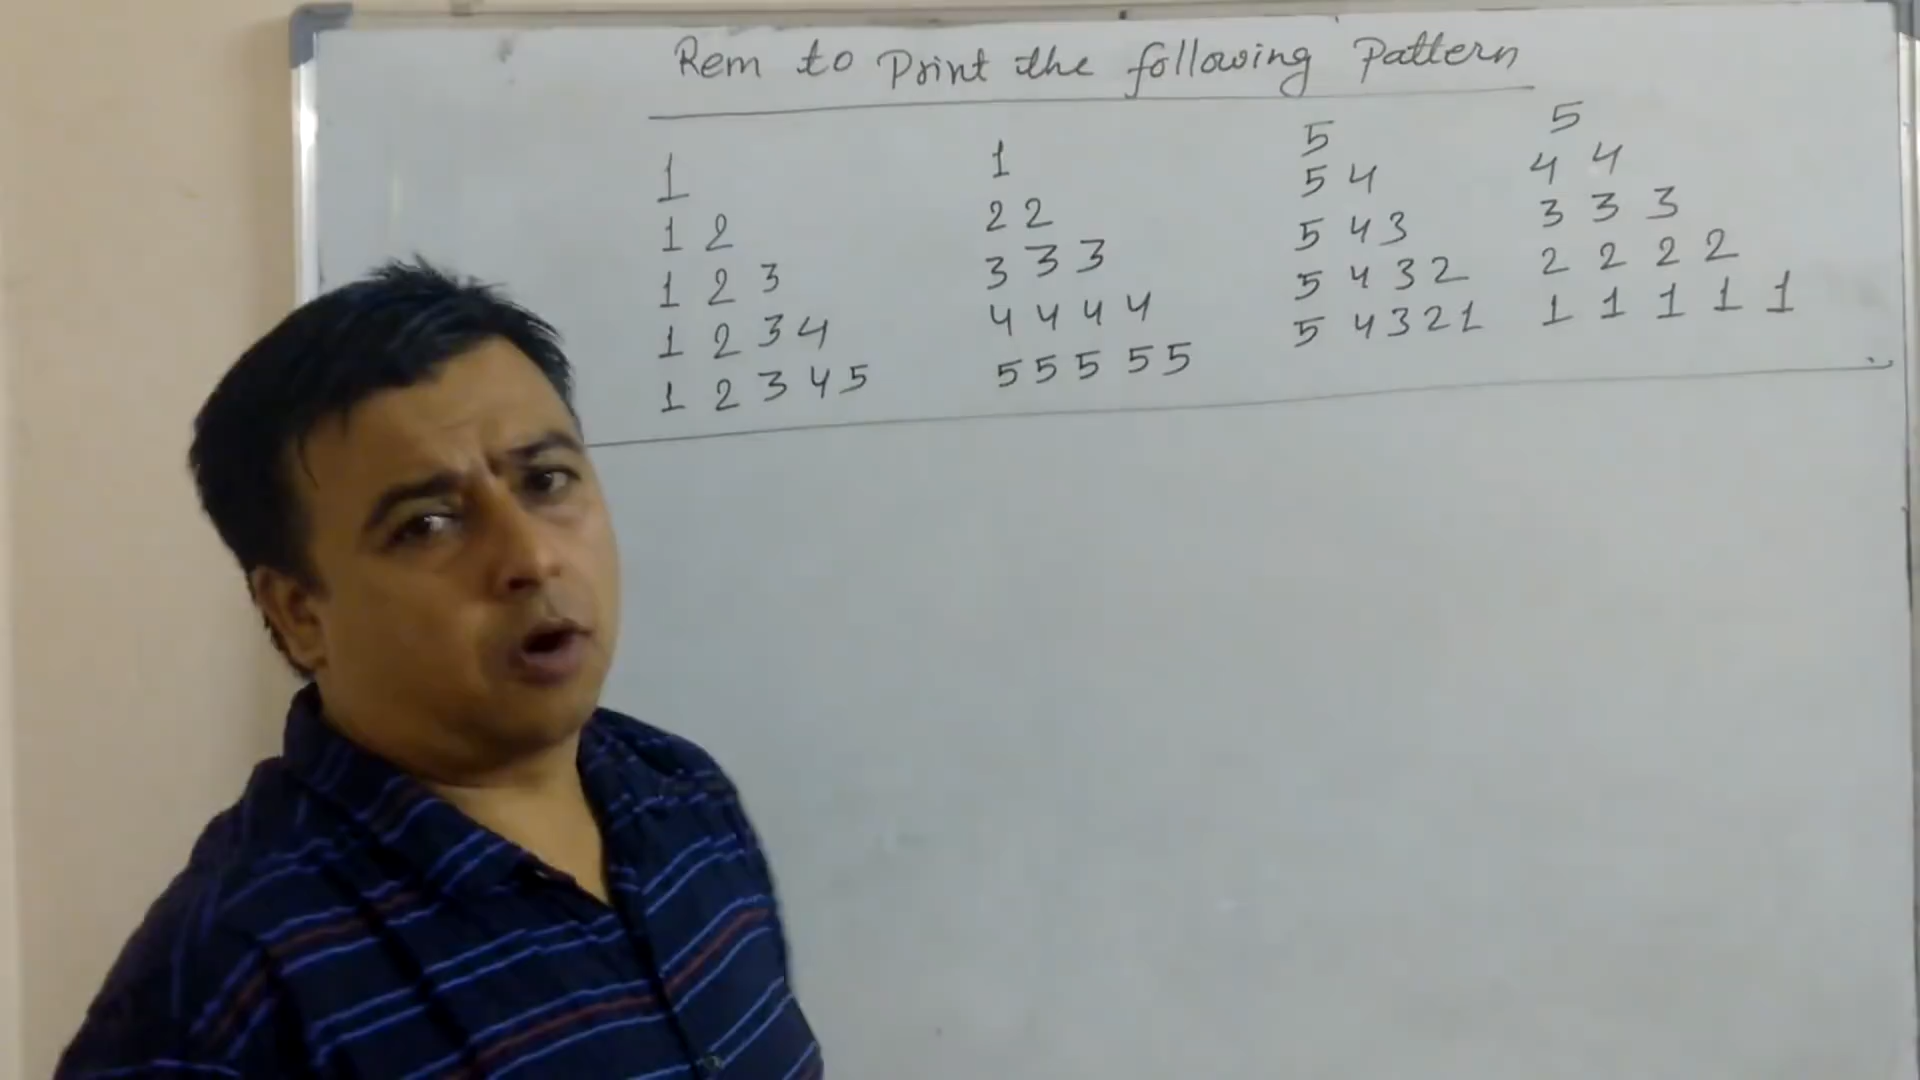 Rem to Print the following Pattern
1
1 2
1 2 3
1 2 3 4
1 2 3 4 5
1
2 2
3 3 3
4 4 4 4
5 5 5 5 5
5
5 4
5 4 3
5 4 3 2
5 4 3 2 1
5
4 4
3 3 3
2 2 2 2
1 1 1 1 1